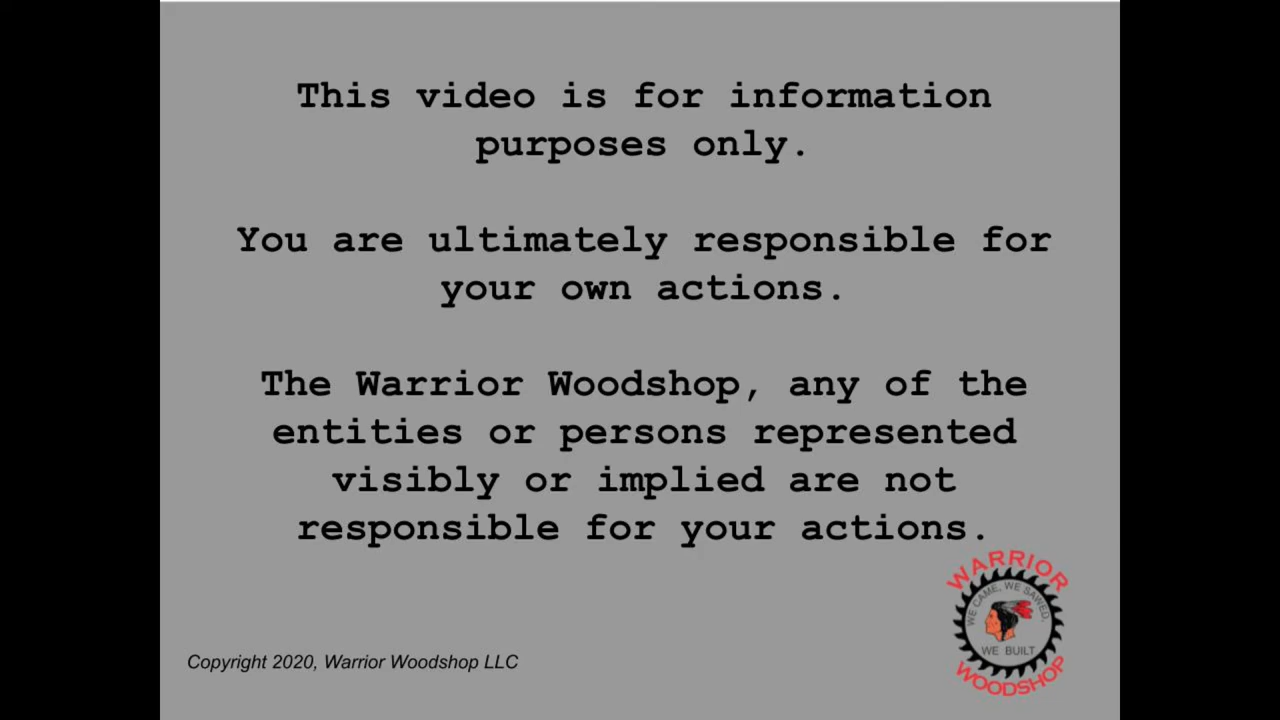 This video is for information
purposes only.
You are ultimately responsible for
your own actions.
The Warrior Woodshop, any of the
entities or persons represented
visibly or implied are not
responsible for your actions.
WARRIOR
WE CAME, WE SAWED,
WE BUILT
WOODSHOP
Copyright 2020, Warrior Woodshop LLC